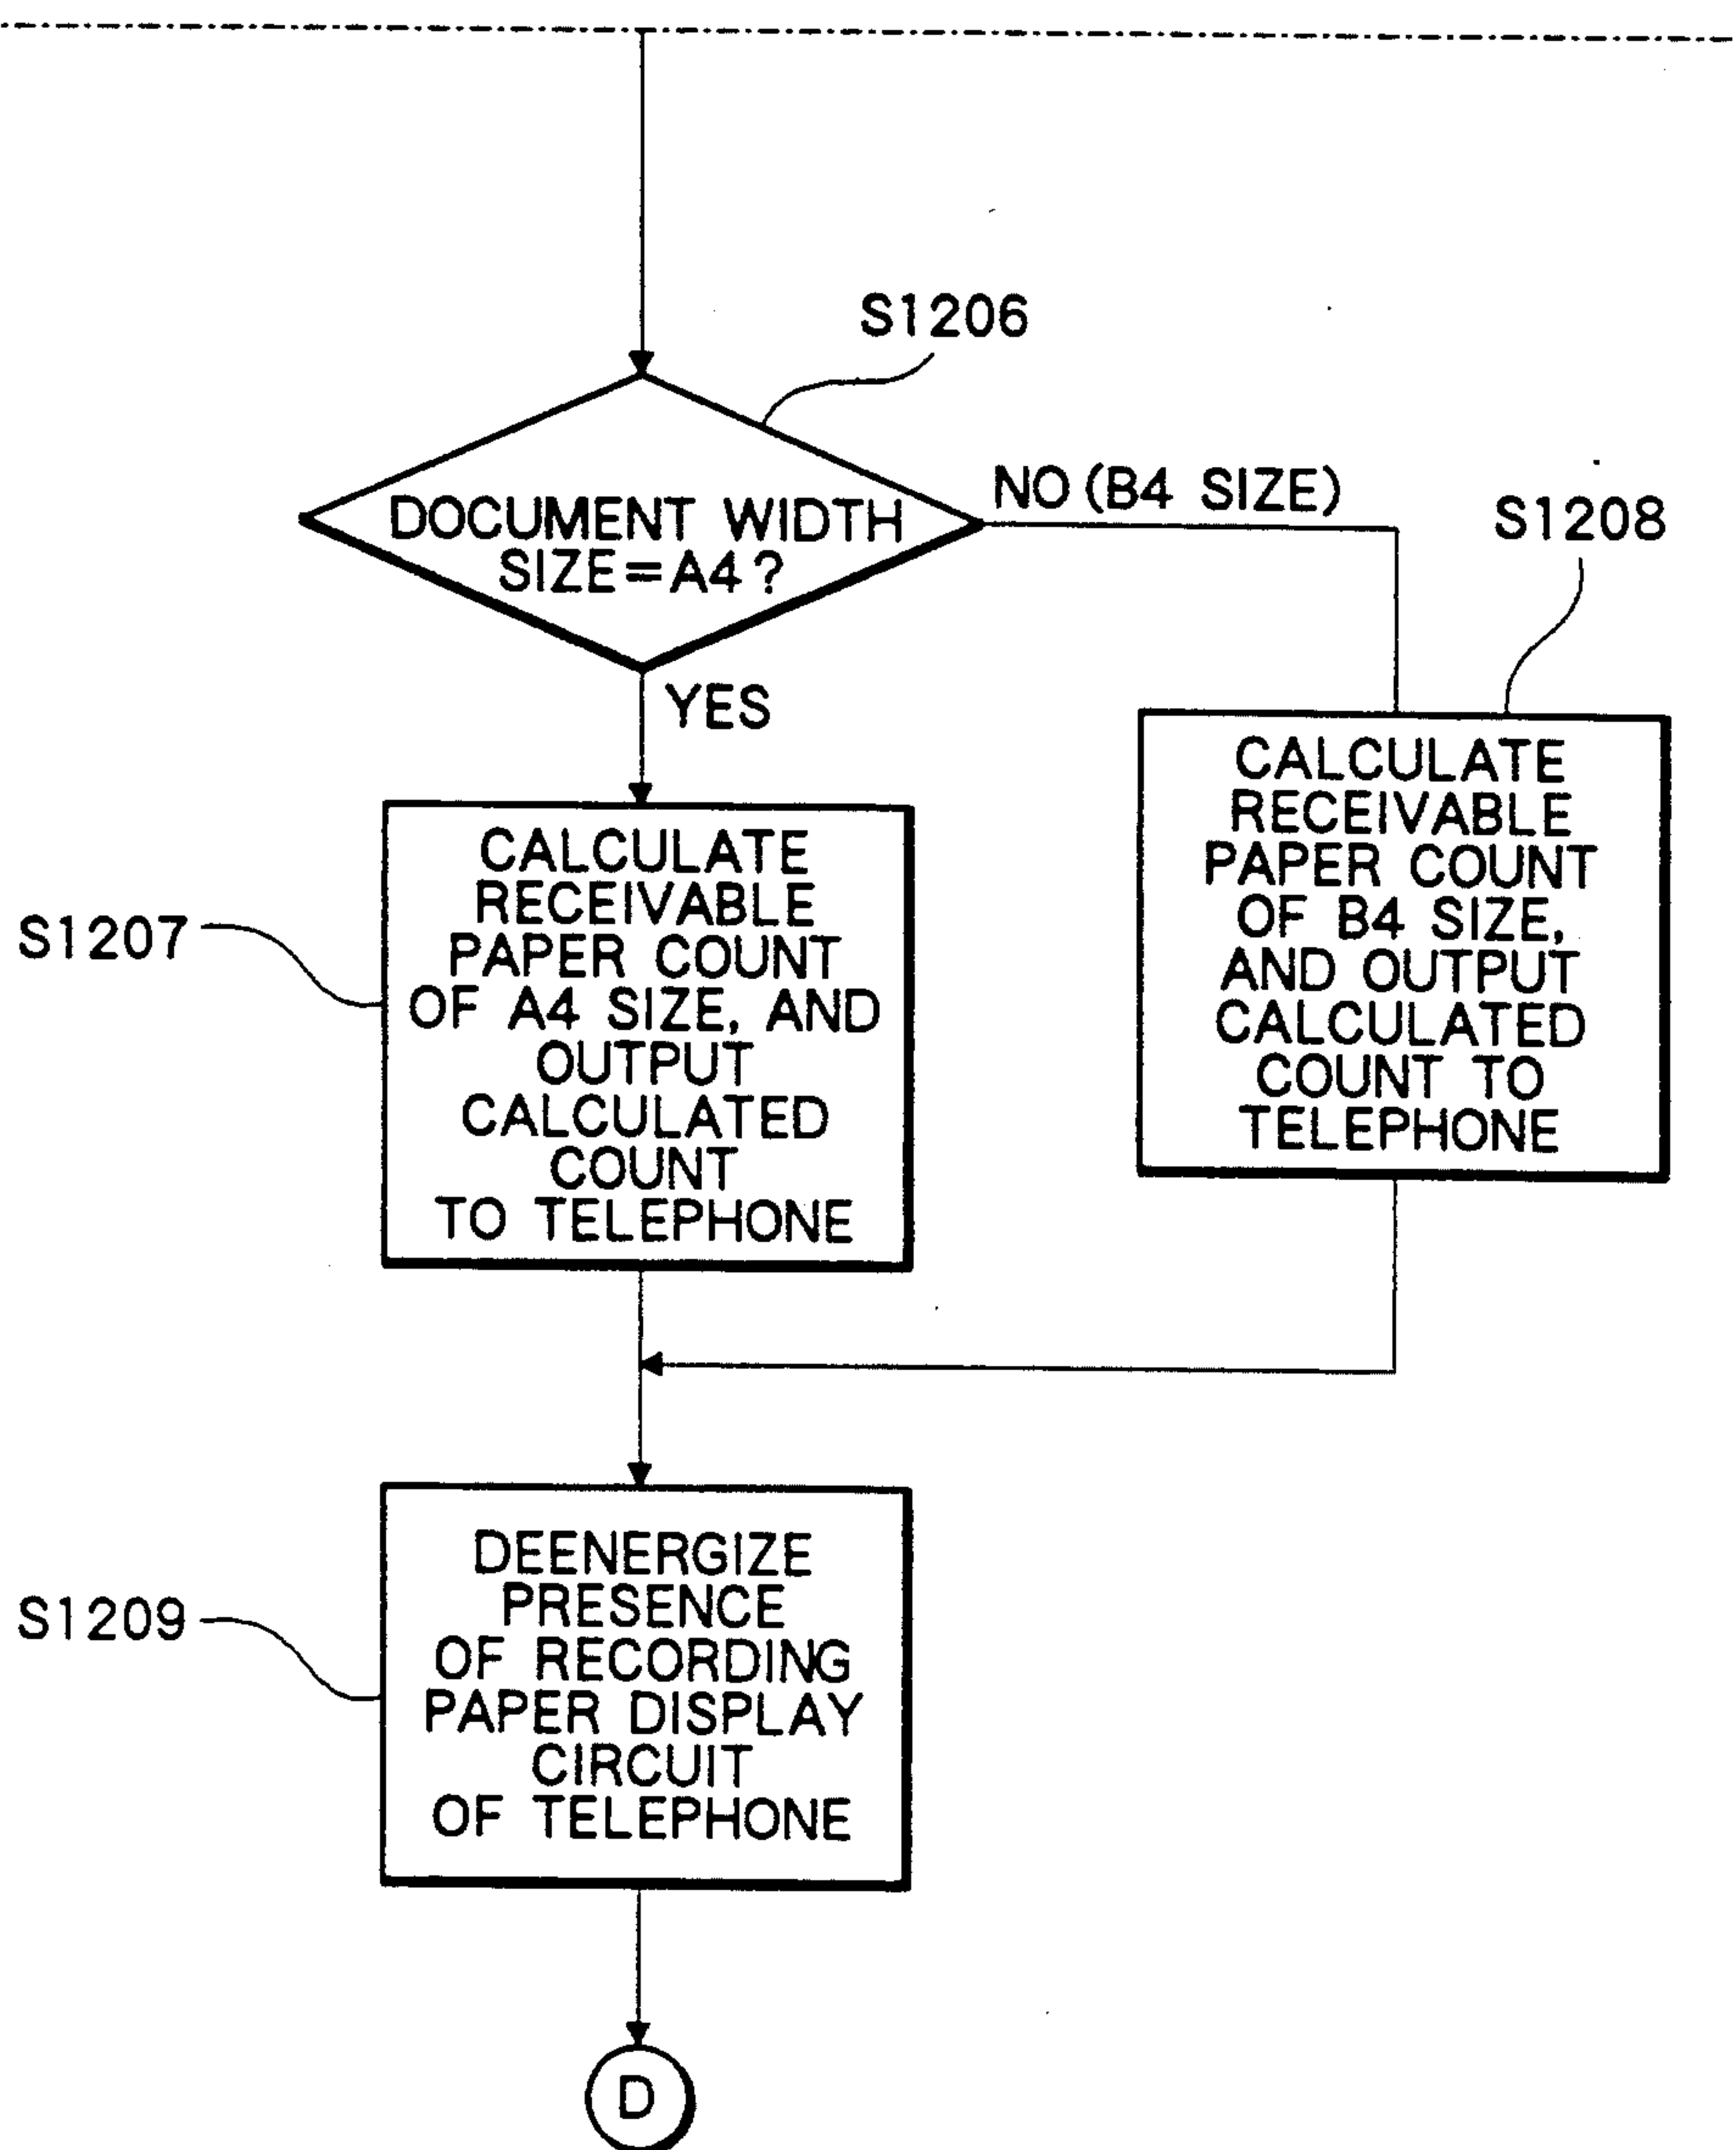 S1206
DOCUMENT WIDTH
SIZE=A4?
NO (B4 SIZE)
YES
S1208
CALCULATE
RECEIVABLE
PAPER COUNT
OF B4 SIZE,
AND OUTPUT
CALCULATED
COUNT TO
TELEPHONE
S1207
CALCULATE
RECEIVABLE
PAPER COUNT
OF A4 SIZE, AND
OUTPUT
CALCULATED
COUNT
TO TELEPHONE
S1209
DEENERGIZE
PRESENCE
OF RECORDING
PAPER DISPLAY
CIRCUIT
OF TELEPHONE
D